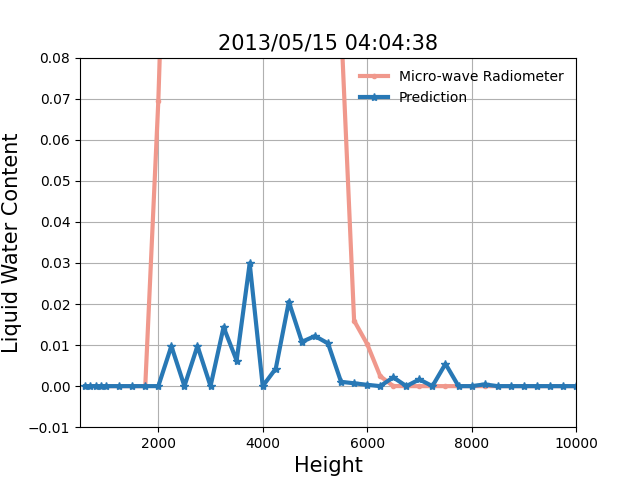 2013/05/15 04:04:38
Micro-wave Radiometer
Prediction
Liquid Water Content
0.08
0.07
0.06
0.05
0.04
0.03
0.02
0.01
0.00
−0.01
2000 4000 6000 8000 10000
Height